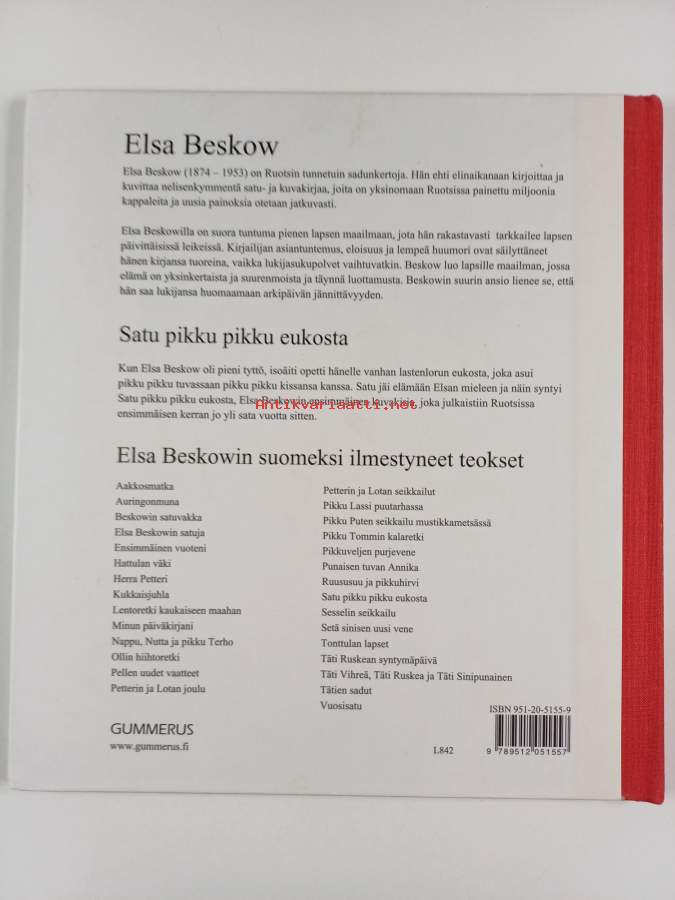 Elsa Beskow
Elsa Beskow (1874 – 1953) on Ruotsin tunnetuin sadunkertoja. Hän ehti elinaikanaan kirjoittaa ja
kuvittaa nelisenkymmentä satu- ja kuvakirjaa, joita on yksinomaan Ruotsissa painettu miljoonia
kappaleita ja uusia painoksia otetaan jatkuvasti.
Elsa Beskowilla on suora tuntuma pienen lapsen maailmaan, jota hän rakastavasti tarkkailee lapsen
päivittäisissä leikeissä. Kirjailijan asiantuntemus, eloisuus ja lempeä huumori ovat säilyttäneet
hänen kirjansa tuoreina, vaikka lukijasukupolvet vaihtuvatkin. Beskow luo lapsille maailman, jossa
elämä on yksinkertaista ja suurenmoista ja täynnä luottamusta. Beskowin suurin ansio lienee se, että
hän saa lukijansa huomaamaan arkipäivän jännittävyyden.
Satu pikku pikku eukosta
Kun Elsa Beskow oli pieni tyttö, isoäiti opetti hänelle vanhan lastenlorun eukosta, joka asui
pikku pikku tuvassaan pikku pikku kissansa kanssa. Satu jäi elämään Elsan mieleen ja näin syntyi
Satu pikku pikku eukosta, Elsa Beskowin ensimmäinen kuvakirja, joka julkaistiin Ruotsissa
Antikvariaatti.net
ensimmäisen kerran jo yli sata vuotta sitten.
Elsa Beskowin suomeksi ilmestyneet teokset
Aakkosmatka
Auringonmuna
Beskowin satuvakka
Elsa Beskowin satuja
Ensimmäinen vuoteni
Hattulan väki
Herra Petteri
Kukkaisjuhla
Lentoretki kaukaiseen maahan
Minun päiväkirjani
Nappu, Nutta ja pikku Terho
Ollin hiihtoretki
Pellen uudet vaatteet
Petterin ja Lotan joulu
Petterin ja Lotan seikkailut
Pikku Lassi puutarhassa
Pikku Puten seikkailu mustikkametsässä
Pikku Tommin kalaretki
Pikkuveljen purjevene
Punaisen tuvan Annika
Ruususuu ja pikkuhirvi
Satu pikku pikku eukosta
Sesselin seikkailu
Setä sinisen uusi vene
Tonttulan lapset
Täti Ruskean syntymäpäivä
Täti Vihreä, Täti Ruskea ja Täti Sinipunainen
Tätien sadut
Vuosisatu
GUMMERUS
www.gummerus.fi
L842
ISBN 951-20-5155-9
9 789512 051557